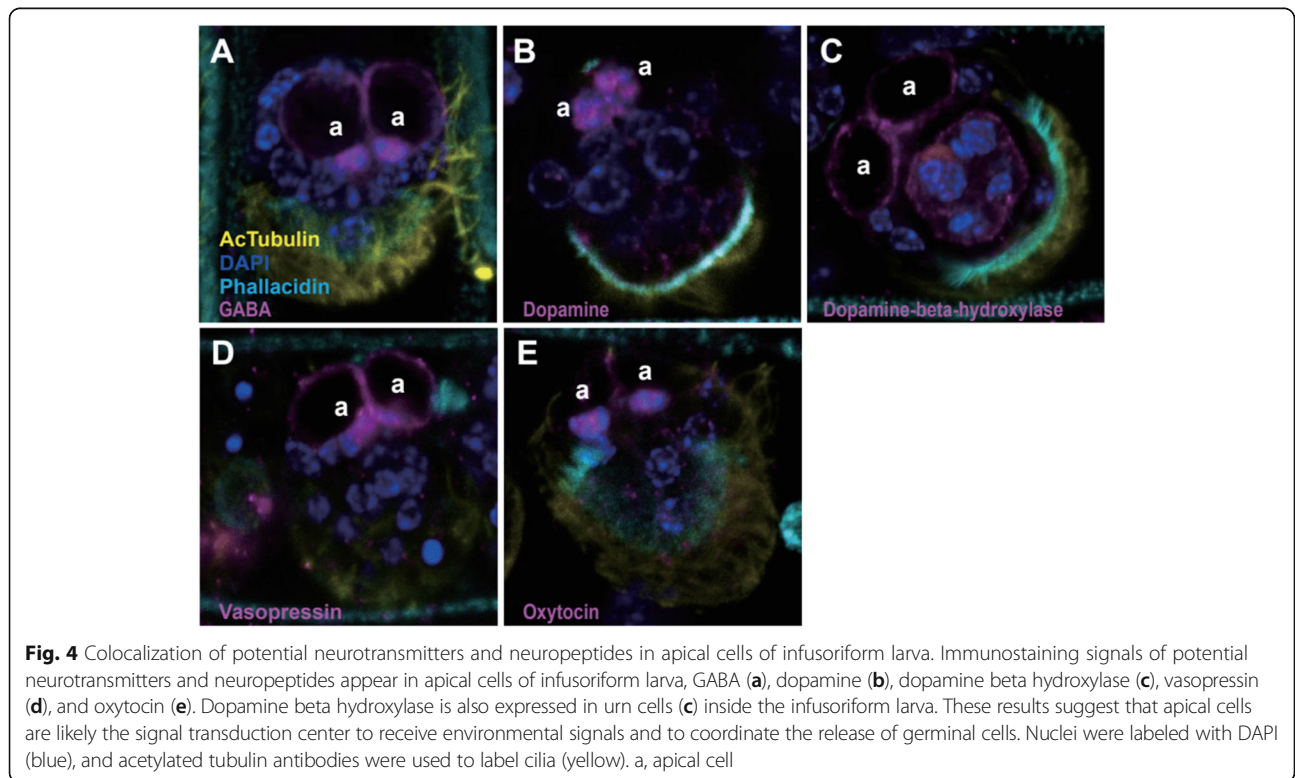 A
a
a
AcTubulin
DAPI
Phallacidin
GABA
B
a
a
Dopamine
C
a
a
Dopamine-beta-hydroxylase
D
a
a
Vasopressin
E
a
a
Oxytocin
Fig. 4 Colocalization of potential neurotransmitters and neuropeptides in apical cells of infusoriform larva. Immunostaining signals of potential
neurotransmitters and neuropeptides appear in apical cells of infusoriform larva, GABA (a), dopamine (b), dopamine beta hydroxylase (c), vasopressin
(d), and oxytocin (e). Dopamine beta hydroxylase is also expressed in urn cells (c) inside the infusoriform larva. These results suggest that apical cells
are likely the signal transduction center to receive environmental signals and to coordinate the release of germinal cells. Nuclei were labeled with DAPI
(blue), and acetylated tubulin antibodies were used to label cilia (yellow). a, apical cell